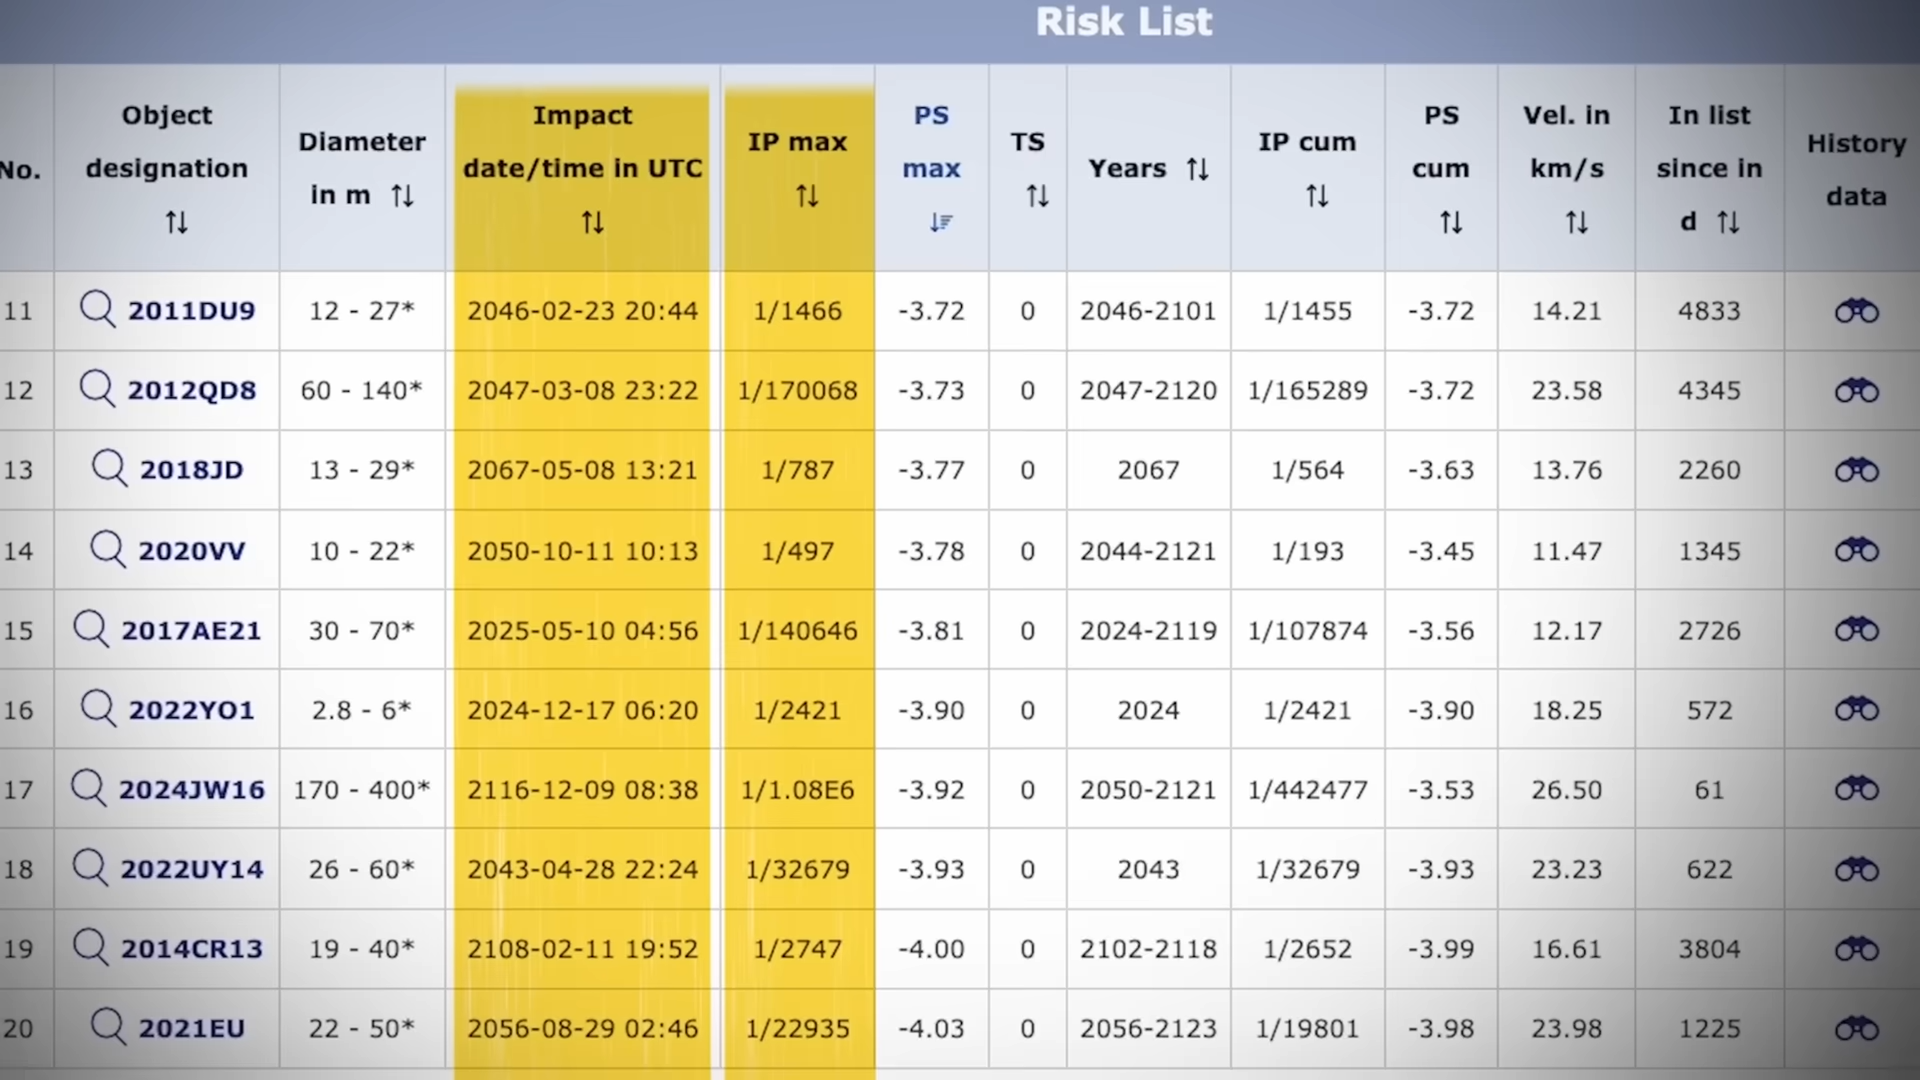 Risk List
No. Object designation Diameter in m Impact date/time in UTC IP max PS max TS Years IP cum PS cum Vel. in km/s In list since in d History data
11 2011DU9 12 - 27* 2046-02-23 20:44 1/1466 -3.72 0 2046-2101 1/1455 -3.72 14.21 4833
12 2012QD8 60 - 140* 2047-03-08 23:22 1/170068 -3.73 0 2047-2120 1/165289 -3.72 23.58 4345
13 2018JD 13 - 29* 2067-05-08 13:21 1/787 -3.77 0 2067 1/564 -3.63 13.76 2260
14 2020VV 10 - 22* 2050-10-11 10:13 1/497 -3.78 0 2044-2121 1/193 -3.45 11.47 1345
15 2017AE21 30 - 70* 2025-05-10 04:56 1/140646 -3.81 0 2024-2119 1/107874 -3.56 12.17 2726
16 2022YO1 2.8 - 6* 2024-12-17 06:20 1/2421 -3.90 0 2024 1/2421 -3.90 18.25 572
17 2024JW16 170 - 400* 2116-12-09 08:38 1/1.08E6 -3.92 0 2050-2121 1/442477 -3.53 26.50 61
18 2022UY14 26 - 60* 2043-04-28 22:24 1/32679 -3.93 0 2043 1/32679 -3.93 23.23 622
19 2014CR13 19 - 40* 2108-02-11 19:52 1/2747 -4.00 0 2102-2118 1/2652 -3.99 16.61 3804
20 2021EU 22 - 50* 2056-08-29 02:46 1/22935 -4.03 0 2056-2123 1/19801 -3.98 23.98 1225